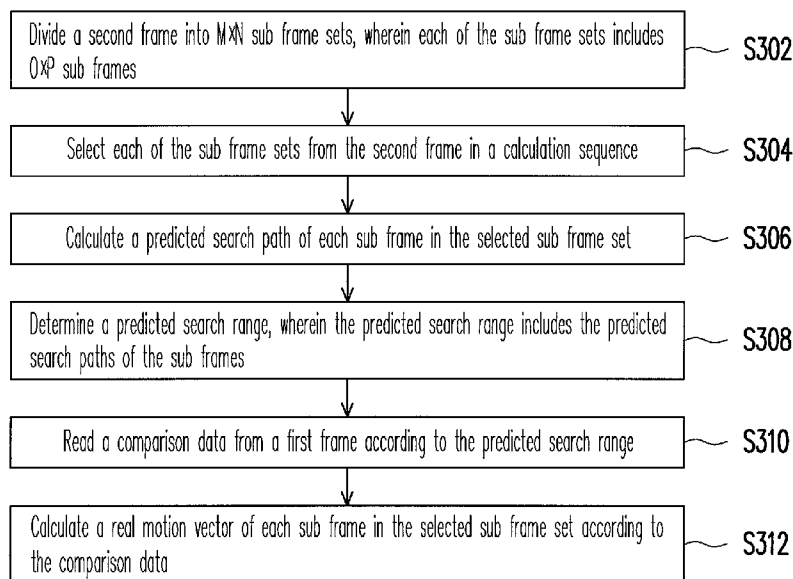 Divide a second frame into M×N sub frame sets, wherein each of the sub frame sets includes
O×P sub frames
S302
Select each of the sub frame sets from the second frame in a calculation sequence
S304
Calculate a predicted search path of each sub frame in the selected sub frame set
S306
Determine a predicted search range, wherein the predicted search range includes the predicted
search paths of the sub frames
S308
Read a comparison data from a first frame according to the predicted search range
S310
Calculate a real motion vector of each sub frame in the selected sub frame set according to
the comparison data
S312